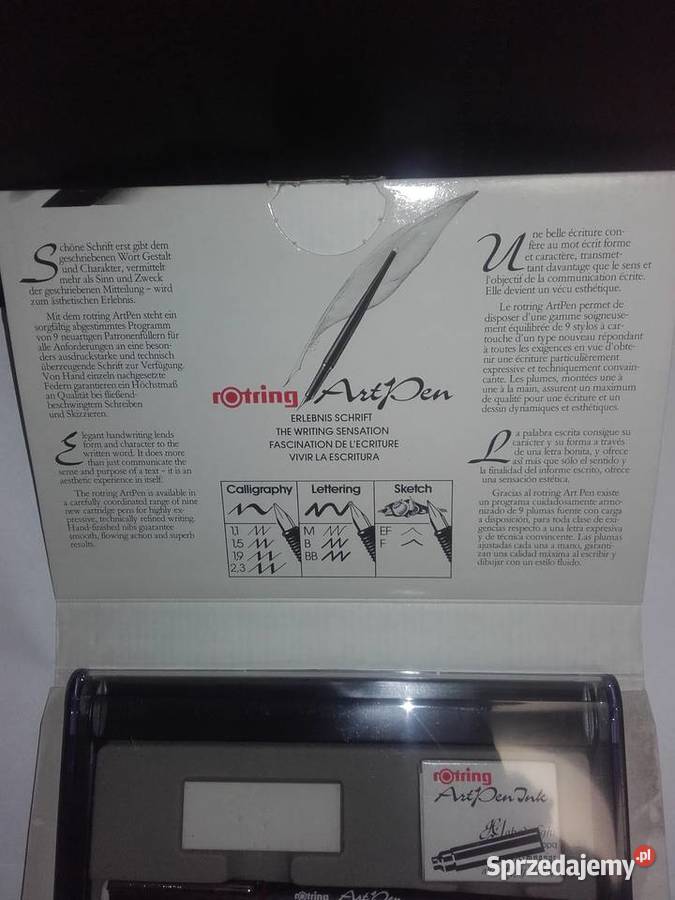 Schöne Schrift erst gibt dem
geschriebenen Wort Gestalt
und Charakter, vermittelt
mehr als Sinn und Zweck
der geschriebenen Mitteilung – wird
zum ästhetischen Erlebnis.
Mit dem rotring ArtPen steht ein
sorgfältig abgestimmtes Programm
von 9 neuartigen Patronenfüllern für
alle Anforderungen an eine beson-
ders ausdrucksstarke und technisch
überzeugende Schrift zur Verfügung.
Von Hand einzeln nachgesetzte
Federn garantieren ein Höchstmaß
an Qualität bei fließend-
beschwingtem Schreiben
und Skizzieren.
Elegant handwriting lends
form and character to the
written word. It does more
than just communicate the
sense and purpose of a text – it is an
aesthetic experience in itself.
The rotring ArtPen is available in
a carefully coordinated range of nine
new cartridge pens for highly ex-
pressive, technically refined writing.
Hand-finished nibs guarantee
smooth, flowing action and superb
results.
rotring ArtPen
ERLEBNIS SCHRIFT
THE WRITING SENSATION
FASCINATION DE L'ECRITURE
VIVIR LA ESCRITURA
Calligraphy Lettering Sketch
1,1 M EF
1,5 B F
1,9 BB
2,3
Une belle écriture con-
fère au mot écrit forme
et caractère, transmet-
tant davantage que le sens et
l'objectif de la communication écrite.
Elle devient un vécu esthétique.
Le rotring ArtPen permet de
disposer d'une gamme soigneuse-
ment équilibrée de 9 stylos à car-
touche d'un type nouveau répondant
à toutes les exigences en vue d'obte-
nir une écriture particulièrement
expressive et techniquement convain-
cante. Les plumes, montées une à
une à la main, assurent un maximum
de qualité pour une écriture et un
dessin dynamiques et esthétiques.
La palabra escrita consigue su
carácter y su forma a través
de una letra bonita, y ofrece
así más que sólo el sentido y
la finalidad del informe escrito, ofrece
una sensación estética.
Gracias al rotring Art Pen existe
un programa cuidadosamente armo-
nizado de 9 plumas fuente con carga
a disposición, para toda clase de exi-
gencias respecto a una letra expresiva
y de técnica convincente. Las plumas
ajustadas cada una a mano, garanti-
zan una calidad máxima al escribir y
dibujar con un estilo fluido.
rotring
ArtPen Ink
rotring ArtPen
Sprzedajemy.pl